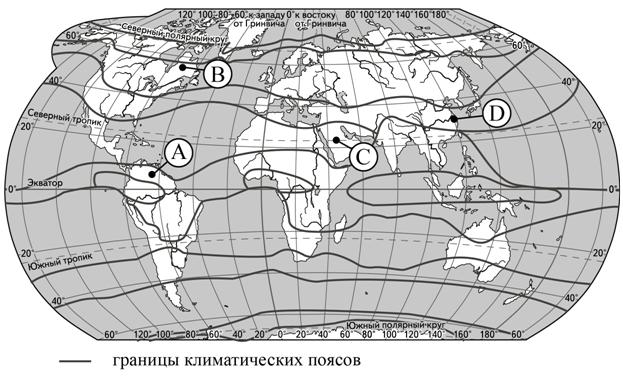 120°100°80°60° к западу 0° к востоку 80°100°120°140°160°180°
от Гринвича от Гринвича
Северный полярный круг
60° 60°
B
40° 40°
D
Северный тропик
20° 20°
A
C
Экватор
0° 0°
20° 20°
Южный тропик
40° 40°
Южный полярный круг
60° 120° 100° 80° 60° 40° 20° 0° 20° 40° 60° 80° 100° 120° 140° 160° 180° 60°
границы климатических поясов